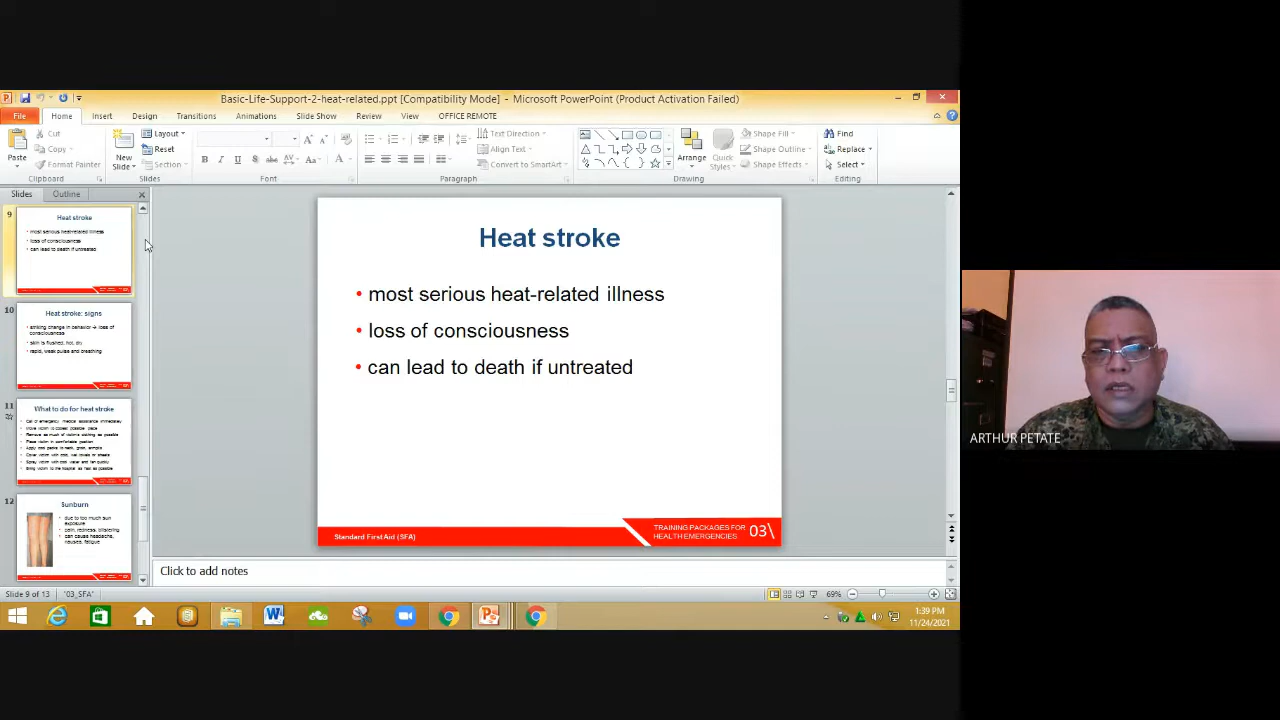 Basic-Life-Support-2-heat-related.ppt [Compatibility Mode] - Microsoft PowerPoint (Product Activation Failed)
File Home Insert Design Transitions Animations Slide Show Review View OFFICE REMOTE
Paste
Cut
Copy
Format Painter
Clipboard
New Slide
Layout
Reset
Section
Slides
Font
Text Direction
Align Text
Convert to SmartArt
Paragraph
Arrange
Quick Styles
Shape Fill
Shape Outline
Shape Effects
Drawing
Find
Replace
Select
Editing
Slides Outline
9
Heat stroke
most serious heat-related illness
loss of consciousness
can lead to death if untreated
10
Heat stroke: signs
striking change in behavior → loss of
consciousness
skin is flushed, hot, dry
rapid, weak pulse and breathing
11
What to do for heat stroke
Call of emergency medical assistance immediately
Move victim to coolest possible place
Remove as much of victim's clothing as possible
Place victim in comfortable position
Apply cool packs to neck, groin, armpits
Cover victim with cool, wet towels or sheets
Spray victim with cool water and fan quickly
Bring victim to the hospital as fast as possible
12
Sunburn
due to too much sun
exposure
pain, redness, blistering
can cause headache,
nausea, fatigue
Heat stroke
• most serious heat-related illness
• loss of consciousness
• can lead to death if untreated
Standard First Aid (SFA)
TRAINING PACKAGES FOR
HEALTH EMERGENCIES
03\
Click to add notes
Slide 9 of 13 "03_SFA" 69%
1:39 PM
11/24/2021
ARTHUR PETATE